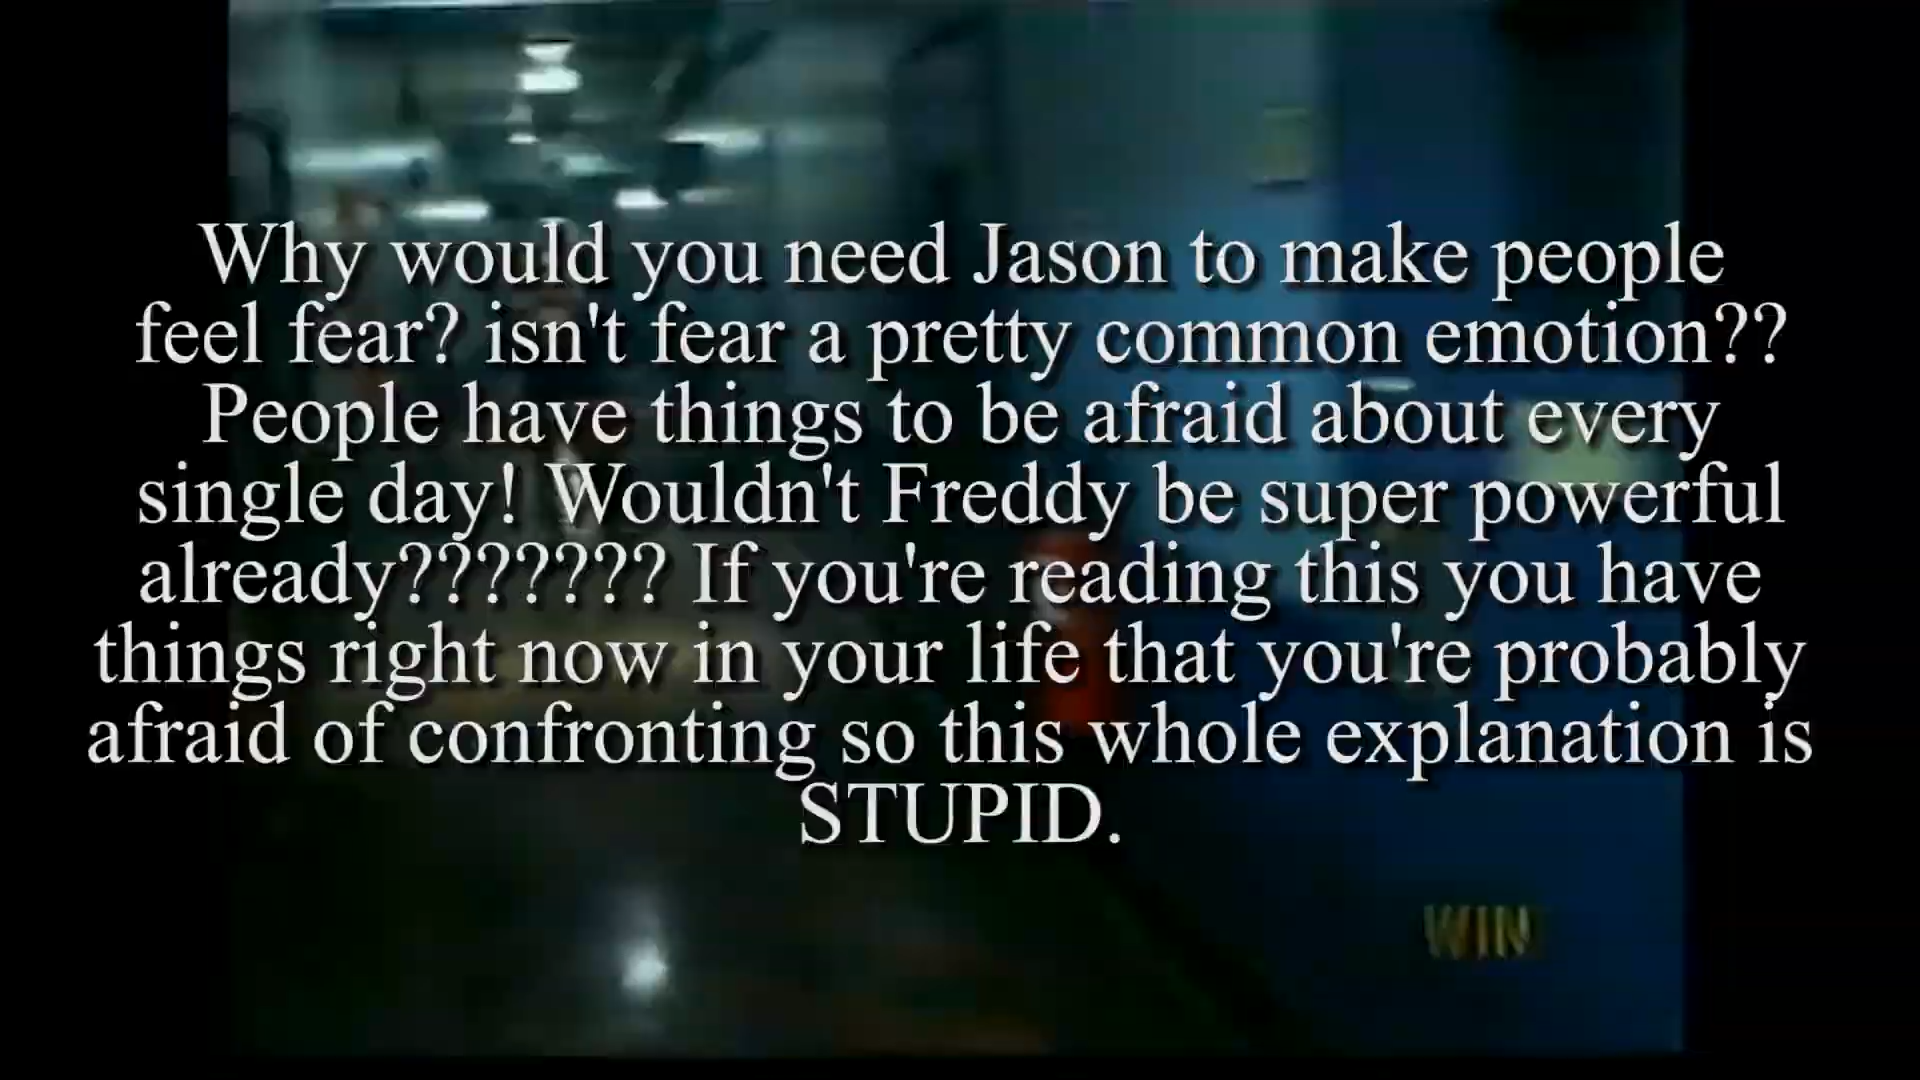 Why would you need Jason to make people
feel fear? isn't fear a pretty common emotion??
People have things to be afraid about every
single day! Wouldn't Freddy be super powerful
already??????? If you're reading this you have
things right now in your life that you're probably
afraid of confronting so this whole explanation is
STUPID.
WIN